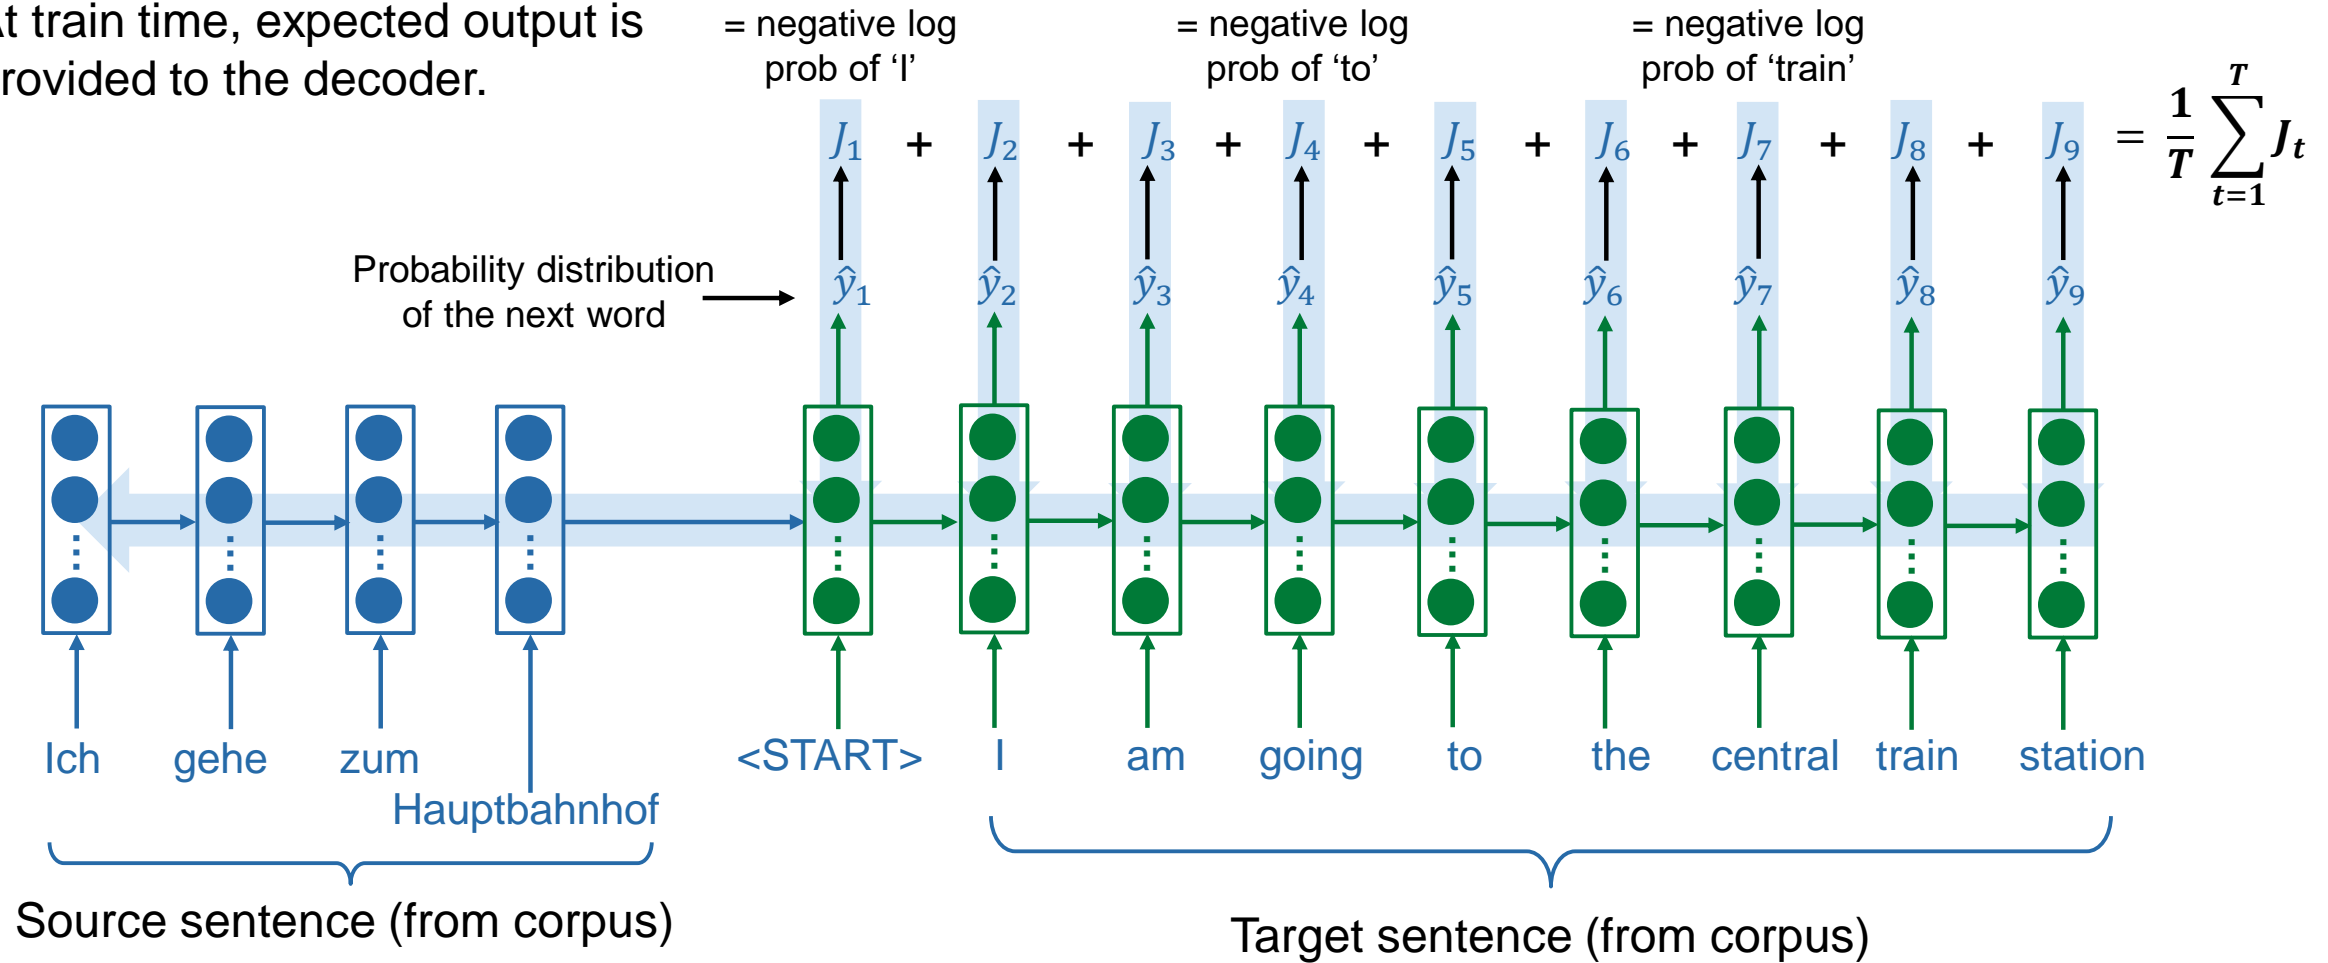 At train time, expected output is
provided to the decoder.
= negative log
prob of ‘I’
= negative log
prob of ‘to’
= negative log
prob of ‘train’
J₁ + J₂ + J₃ + J₄ + J₅ + J₆ + J₇ + J₈ + J₉ = 1/T ∑ₜ₌₁ᵀ Jₜ
Probability distribution
of the next word
ŷ₁ ŷ₂ ŷ₃ ŷ₄ ŷ₅ ŷ₆ ŷ₇ ŷ₈ ŷ₉
Ich gehe zum
Hauptbahnhof
<START> I am going to the central train station
Source sentence (from corpus)
Target sentence (from corpus)